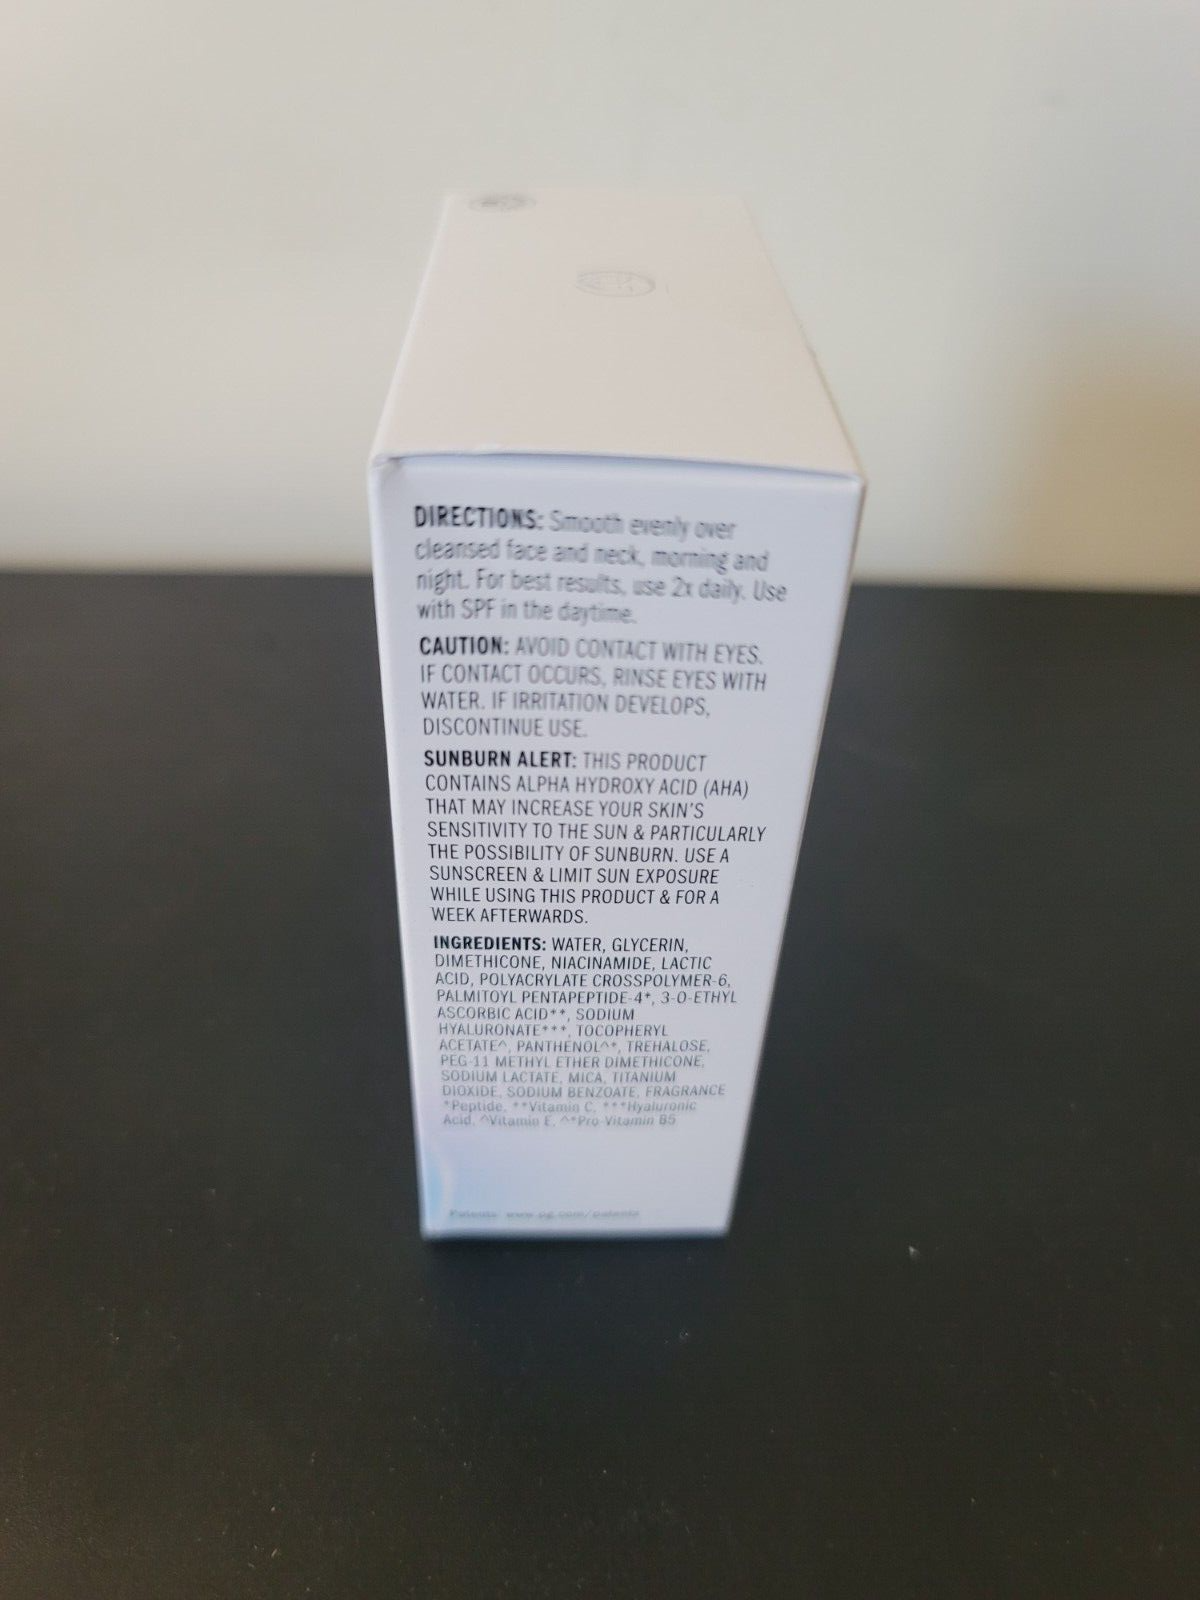 DIRECTIONS: Smooth evenly over
cleansed face and neck, morning and
night. For best results, use 2x daily. Use
with SPF in the daytime.
CAUTION: AVOID CONTACT WITH EYES.
IF CONTACT OCCURS, RINSE EYES WITH
WATER. IF IRRITATION DEVELOPS,
DISCONTINUE USE.
SUNBURN ALERT: THIS PRODUCT
CONTAINS ALPHA HYDROXY ACID (AHA)
THAT MAY INCREASE YOUR SKIN'S
SENSITIVITY TO THE SUN & PARTICULARLY
THE POSSIBILITY OF SUNBURN. USE A
SUNSCREEN & LIMIT SUN EXPOSURE
WHILE USING THIS PRODUCT & FOR A
WEEK AFTERWARDS.
INGREDIENTS: WATER, GLYCERIN,
DIMETHICONE, NIACINAMIDE, LACTIC
ACID, POLYACRYLATE CROSSPOLYMER-6,
PALMITOYL PENTAPEPTIDE-4*, 3-O-ETHYL
ASCORBIC ACID**, SODIUM
HYALURONATE***, TOCOPHERYL
ACETATE^, PANTHENOL^*, TREHALOSE,
PEG-11 METHYL ETHER DIMETHICONE,
SODIUM LACTATE, MICA, TITANIUM
DIOXIDE, SODIUM BENZOATE, FRAGRANCE
*Peptide, **Vitamin C, ***Hyaluronic
Acid, ^Vitamin E, ^*Pro-Vitamin B5
Patents: www.pg.com/patents